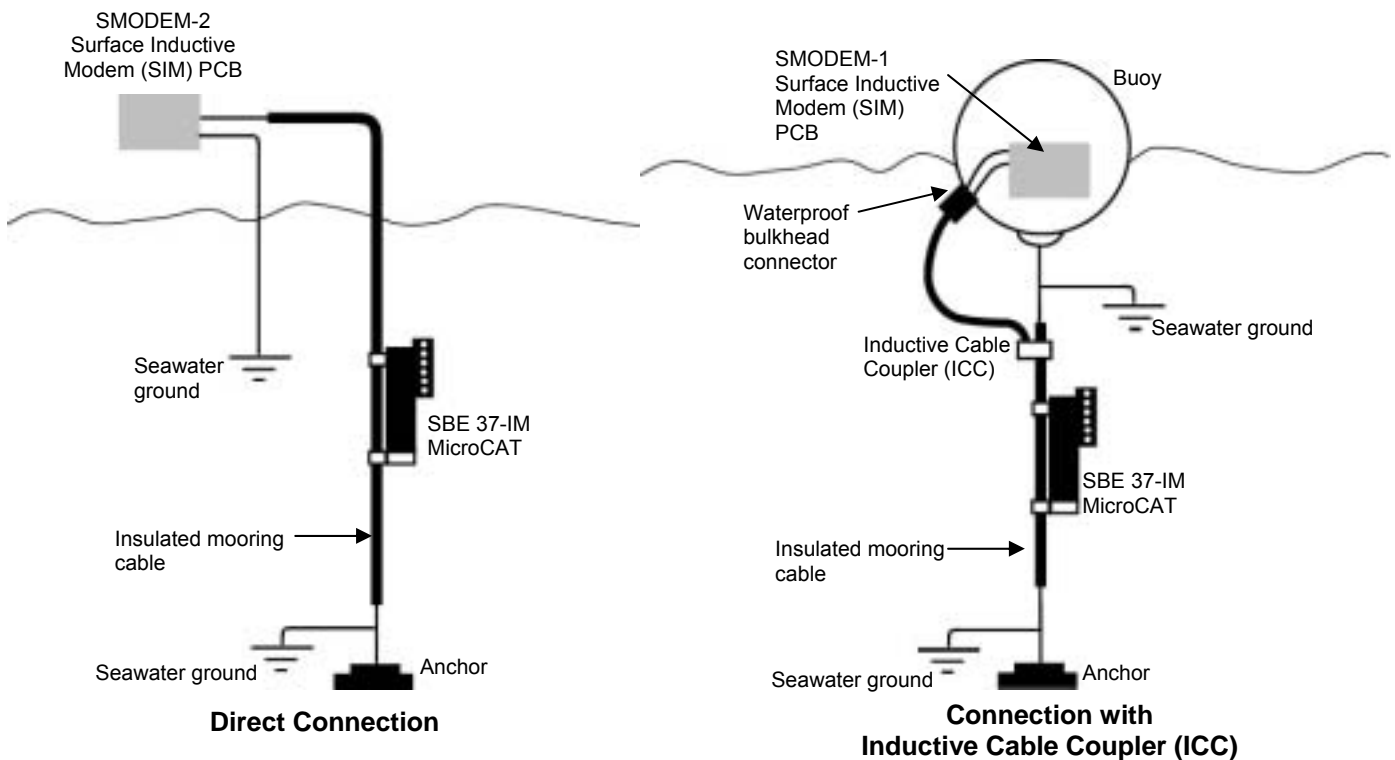 SMODEM-2
Surface Inductive
Modem (SIM) PCB
Seawater
ground
SBE 37-IM
MicroCAT
Insulated mooring
cable
Seawater ground
Anchor
Direct Connection
SMODEM-1
Surface Inductive
Modem (SIM)
PCB
Buoy
Waterproof
bulkhead
connector
Seawater ground
Inductive Cable
Coupler (ICC)
SBE 37-IM
MicroCAT
Insulated mooring
cable
Seawater ground
Anchor
Connection with
Inductive Cable Coupler (ICC)